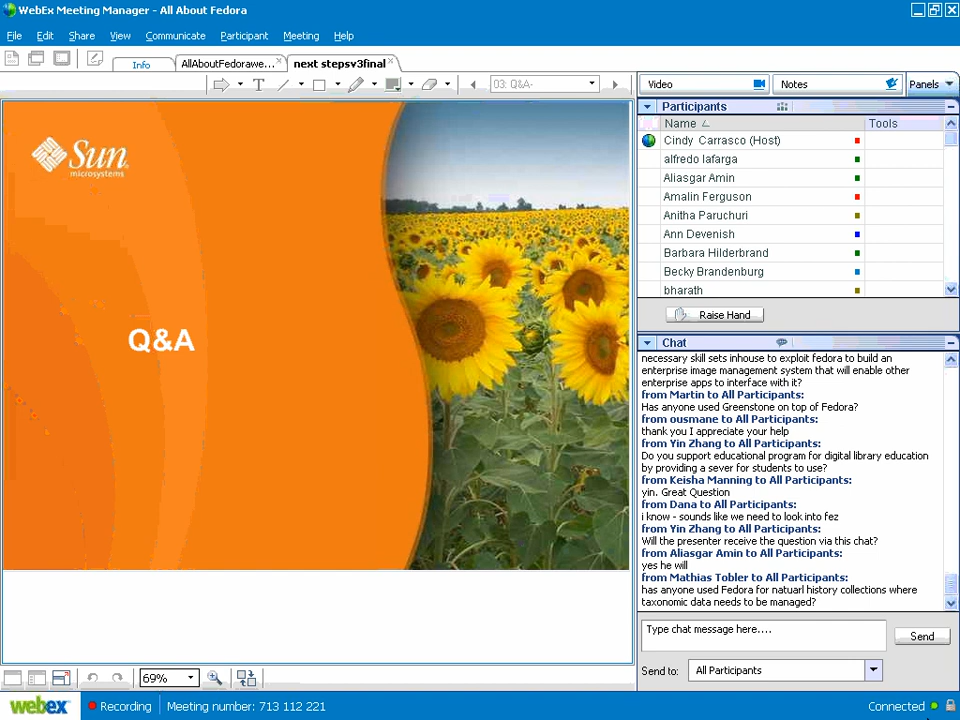 WebEx Meeting Manager - All About Fedora
File Edit Share View Communicate Participant Meeting Help
Info AllAboutFedorawe... next stepsv3final
T 03: Q&A-
Video Notes Panels
Participants
Name Tools
Cindy Carrasco (Host)
alfredo lafarga
Aliasgar Amin
Amalin Ferguson
Anitha Paruchuri
Ann Devenish
Barbara Hilderbrand
Becky Brandenburg
bharath
Raise Hand
Sun
microsystems
Q&A
Chat
necessary skill sets inhouse to exploit fedora to build an
enterprise image management system that will enable other
enterprise apps to interface with it?
from Martin to All Participants:
Has anyone used Greenstone on top of Fedora?
from ousmane to All Participants:
thank you I appreciate your help
from Yin Zhang to All Participants:
Do you support educational program for digital library education
by providing a sever for students to use?
from Keisha Manning to All Participants:
yin. Great Question
from Dana to All Participants:
i know - sounds like we need to look into fez
from Yin Zhang to All Participants:
Will the presenter receive the question via this chat?
from Aliasgar Amin to All Participants:
yes he will
from Mathias Tobler to All Participants:
has anyone used Fedora for natuarl history collections where
taxonomic data needs to be managed?
Type chat message here....
Send
Send to: All Participants
69%
webex Recording Meeting number: 713 112 221 Connected